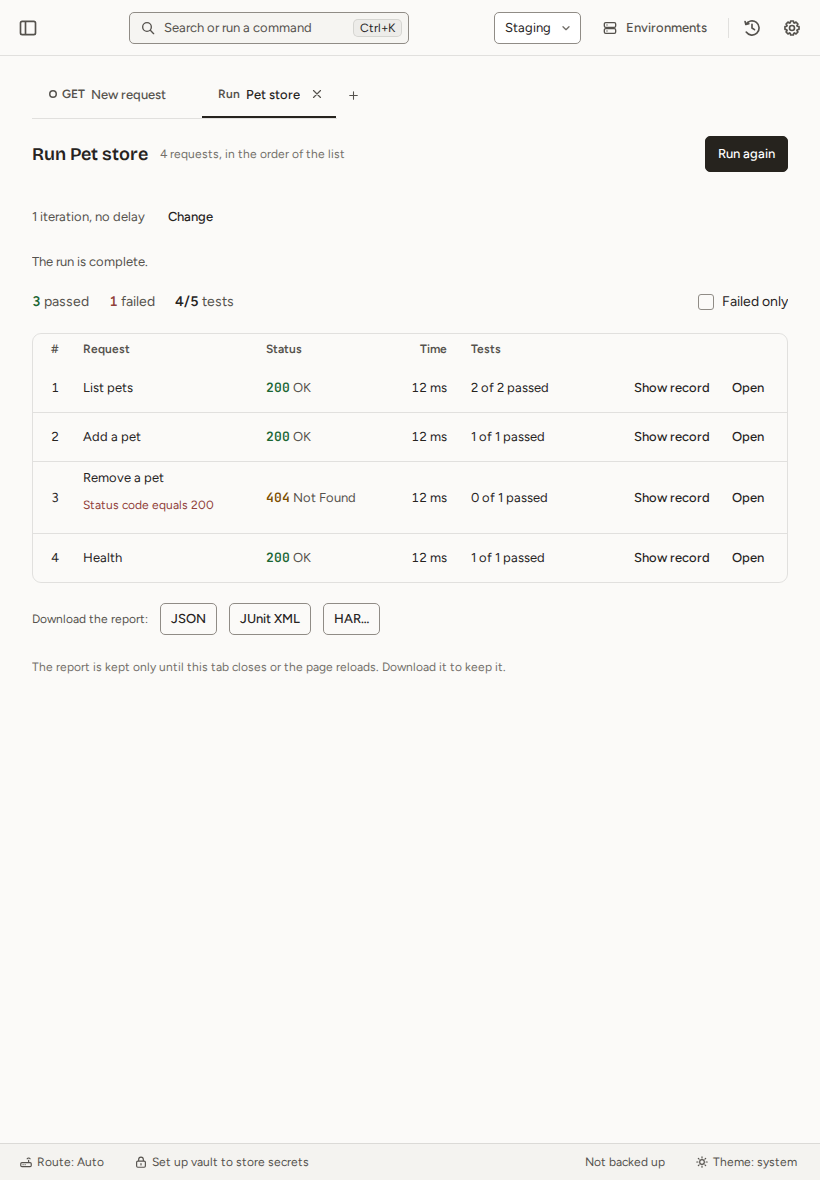 Search or run a command Ctrl+K Staging Environments
GET New request Run Pet store
Run Pet store 4 requests, in the order of the list Run again
1 iteration, no delay Change
The run is complete.
3 passed 1 failed 4/5 tests Failed only
# Request Status Time Tests
1 List pets 200 OK 12 ms 2 of 2 passed Show record Open
2 Add a pet 200 OK 12 ms 1 of 1 passed Show record Open
3 Remove a pet 404 Not Found 12 ms 0 of 1 passed Show record Open
Status code equals 200
4 Health 200 OK 12 ms 1 of 1 passed Show record Open
Download the report: JSON JUnit XML HAR...
The report is kept only until this tab closes or the page reloads. Download it to keep it.
Route: Auto Set up vault to store secrets Not backed up Theme: system